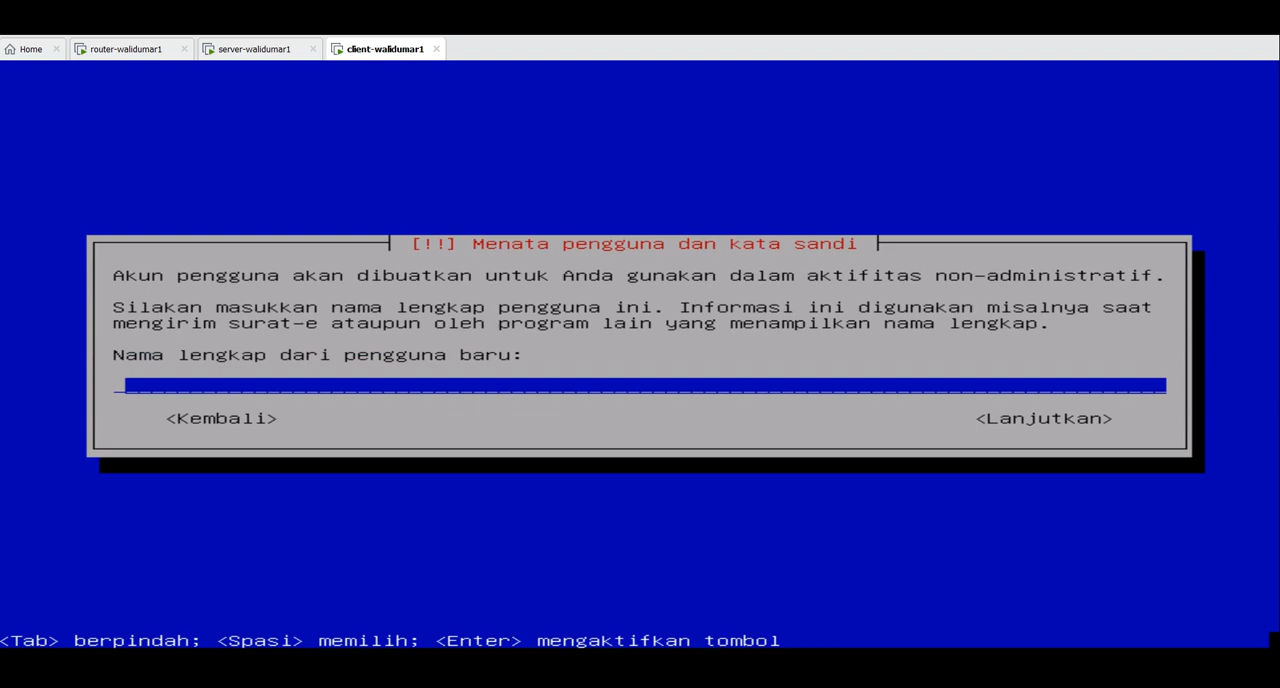 Home
router-walidumar1
server-walidumar1
client-walidumar1
[!!] Menata pengguna dan kata sandi
Akun pengguna akan dibuatkan untuk Anda gunakan dalam aktifitas non-administratif.
Silakan masukkan nama lengkap pengguna ini. Informasi ini digunakan misalnya saat
mengirim surat-e ataupun oleh program lain yang menampilkan nama lengkap.
Nama lengkap dari pengguna baru:
<Kembali>
<Lanjutkan>
<Tab> berpindah; <Spasi> memilih; <Enter> mengaktifkan tombol